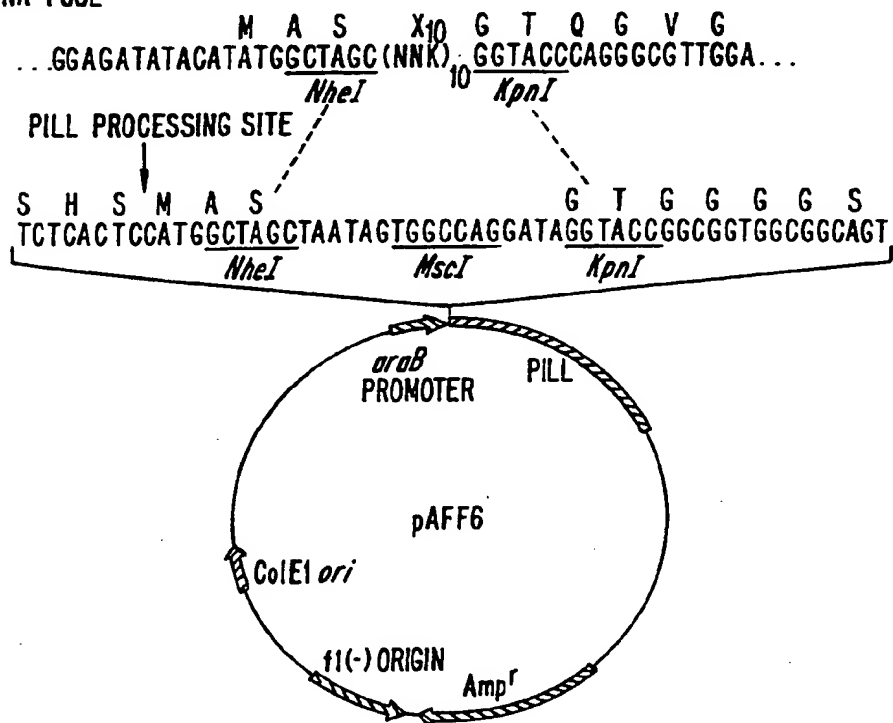 M A S X10 G T Q G V G
...GGAGATATACATATGGCTAGC(NNK)10GGTACCCAGGGCGTTGGA...
NheI KpnI
PILL PROCESSING SITE
S H S M A S G T G G G G S
TCTCACTCCATGGCTAGCTAATAGTGGCCAGGATAGGTACCGGCGGTGGCGGCAGT
NheI MscI KpnI
araB
PROMOTER
PILL
pAFF6
ColE1 ori
f1(-) ORIGIN
Ampr